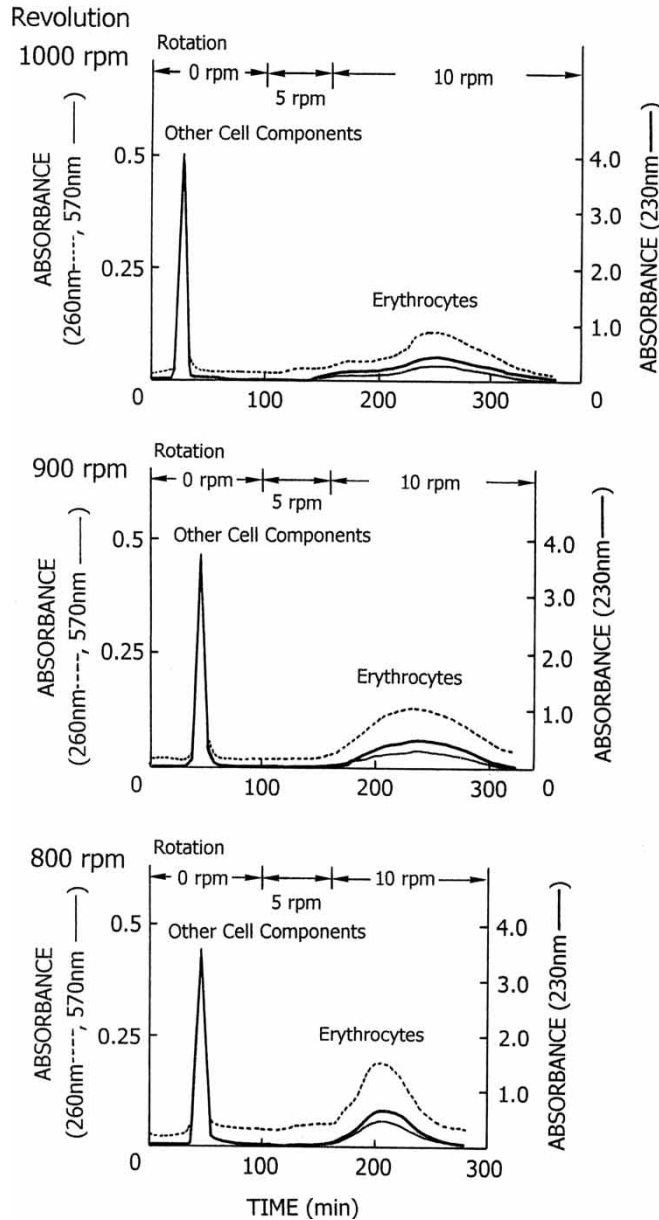 Revolution
1000 rpm
Rotation
0 rpm
5 rpm
10 rpm
Other Cell Components
Erythrocytes
ABSORBANCE
(260nm----, 570nm ——)
0.5
0.25
0
100
200
300
4.0
3.0
2.0
1.0
0
ABSORBANCE (230nm——)
900 rpm
Rotation
0 rpm
5 rpm
10 rpm
Other Cell Components
Erythrocytes
ABSORBANCE
(260nm----, 570nm ——)
0.5
0.25
0
100
200
300
4.0
3.0
2.0
1.0
0
ABSORBANCE (230nm——)
800 rpm
Rotation
0 rpm
5 rpm
10 rpm
Other Cell Components
Erythrocytes
ABSORBANCE
(260nm----, 570nm ——)
0.5
0.25
0
100
200
300
4.0
3.0
2.0
1.0
ABSORBANCE (230nm——)
TIME (min)